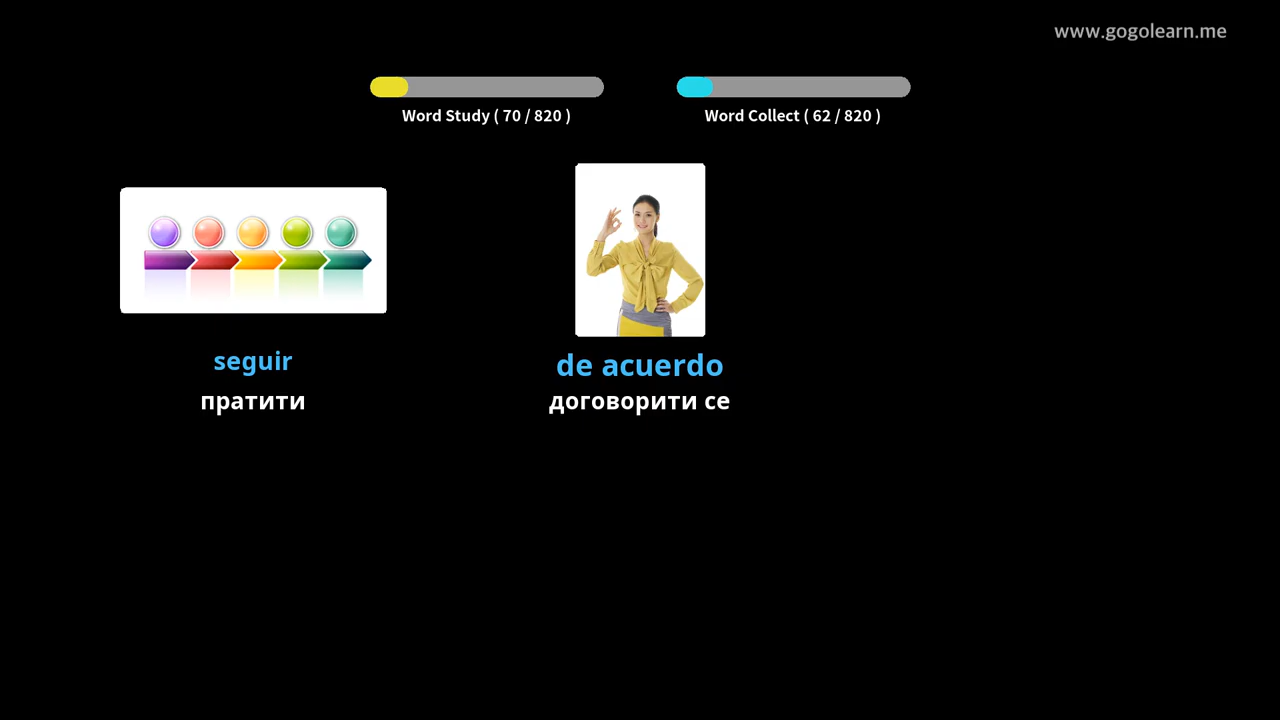 www.gogolearn.me
Word Study ( 70 / 820 )
Word Collect ( 62 / 820 )
seguir
пратити
de acuerdo
договорити се